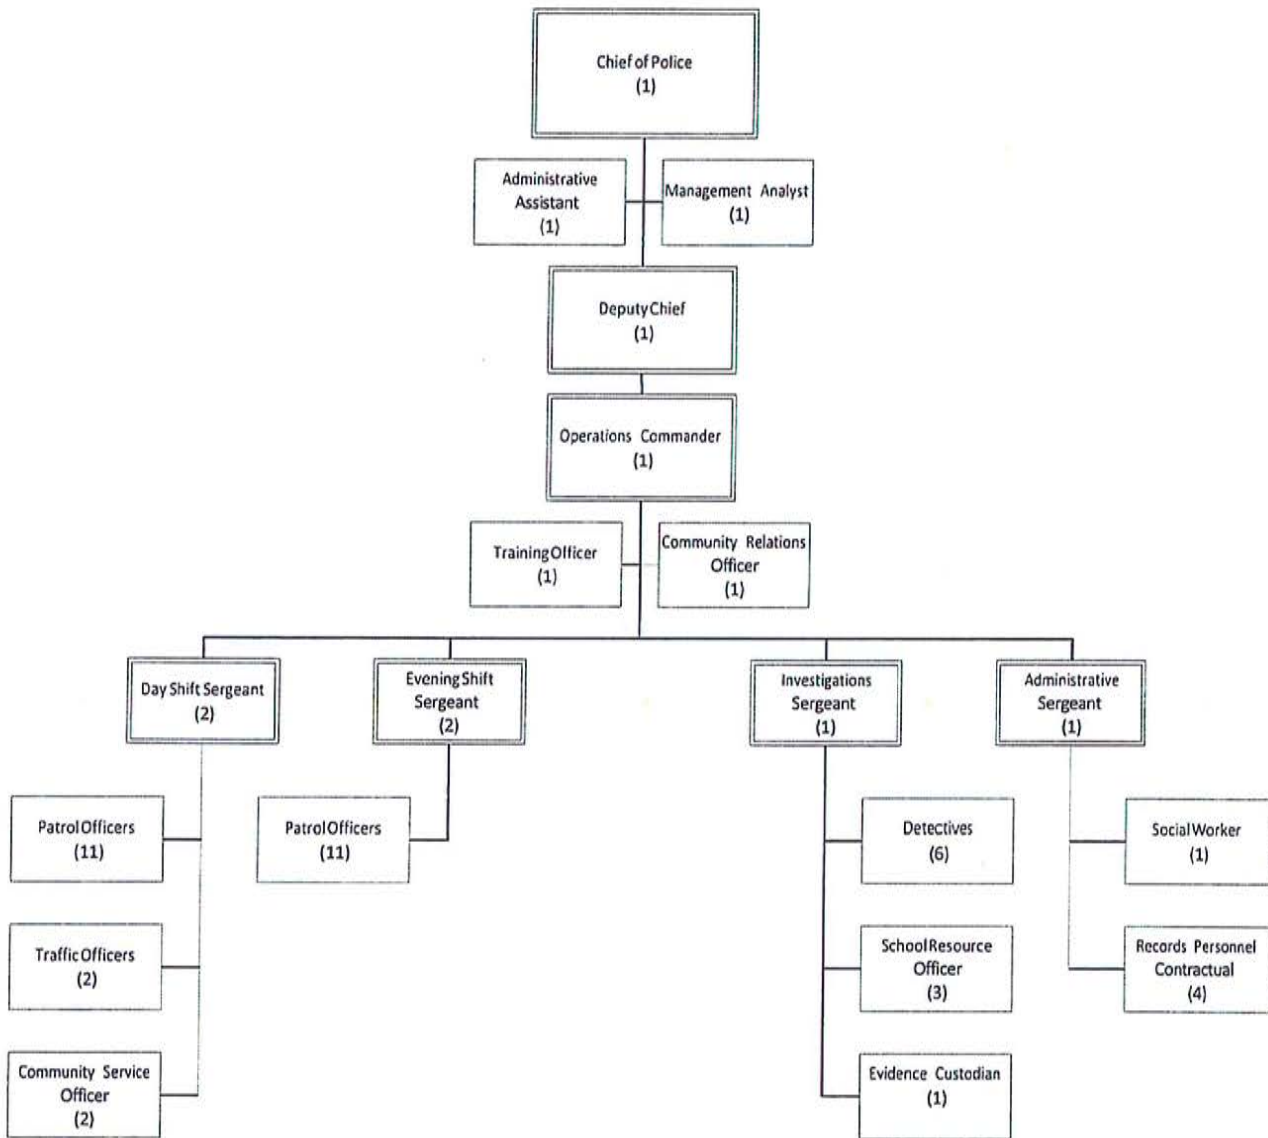 Chief of Police
(1)
Administrative
Assistant
(1)
Management Analyst
(1)
Deputy Chief
(1)
Operations Commander
(1)
Training Officer
(1)
Community Relations
Officer
(1)
Day Shift Sergeant
(2)
Evening Shift
Sergeant
(2)
Investigations
Sergeant
(1)
Administrative
Sergeant
(1)
Patrol Officers
(11)
Patrol Officers
(11)
Detectives
(6)
Social Worker
(1)
Traffic Officers
(2)
School Resource
Officer
(3)
Records Personnel
Contractual
(4)
Community Service
Officer
(2)
Evidence Custodian
(1)